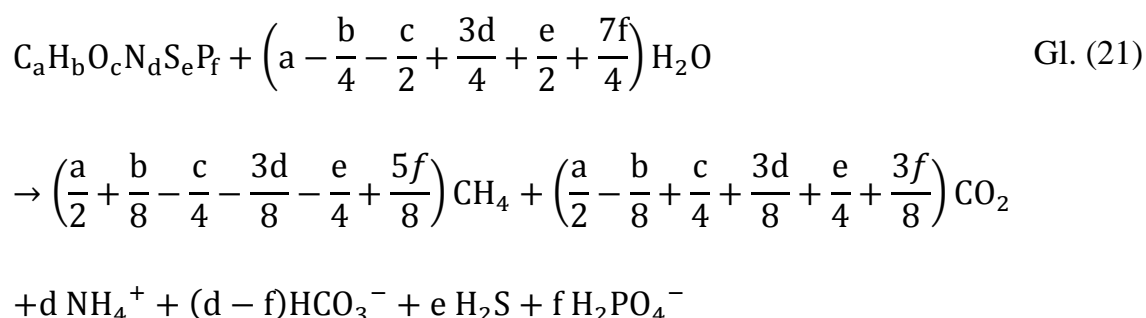 C_aH_bO_cN_dS_eP_f + (a − b/4 − c/2 + 3d/4 + e/2 + 7f/4) H_2O Gl. (21)
→ (a/2 + b/8 − c/4 − 3d/8 − e/4 + 5f/8) CH_4 + (a/2 − b/8 + c/4 + 3d/8 + e/4 + 3f/8) CO_2
+d NH_4^+ + (d − f)HCO_3^− + e H_2S + f H_2PO_4^−